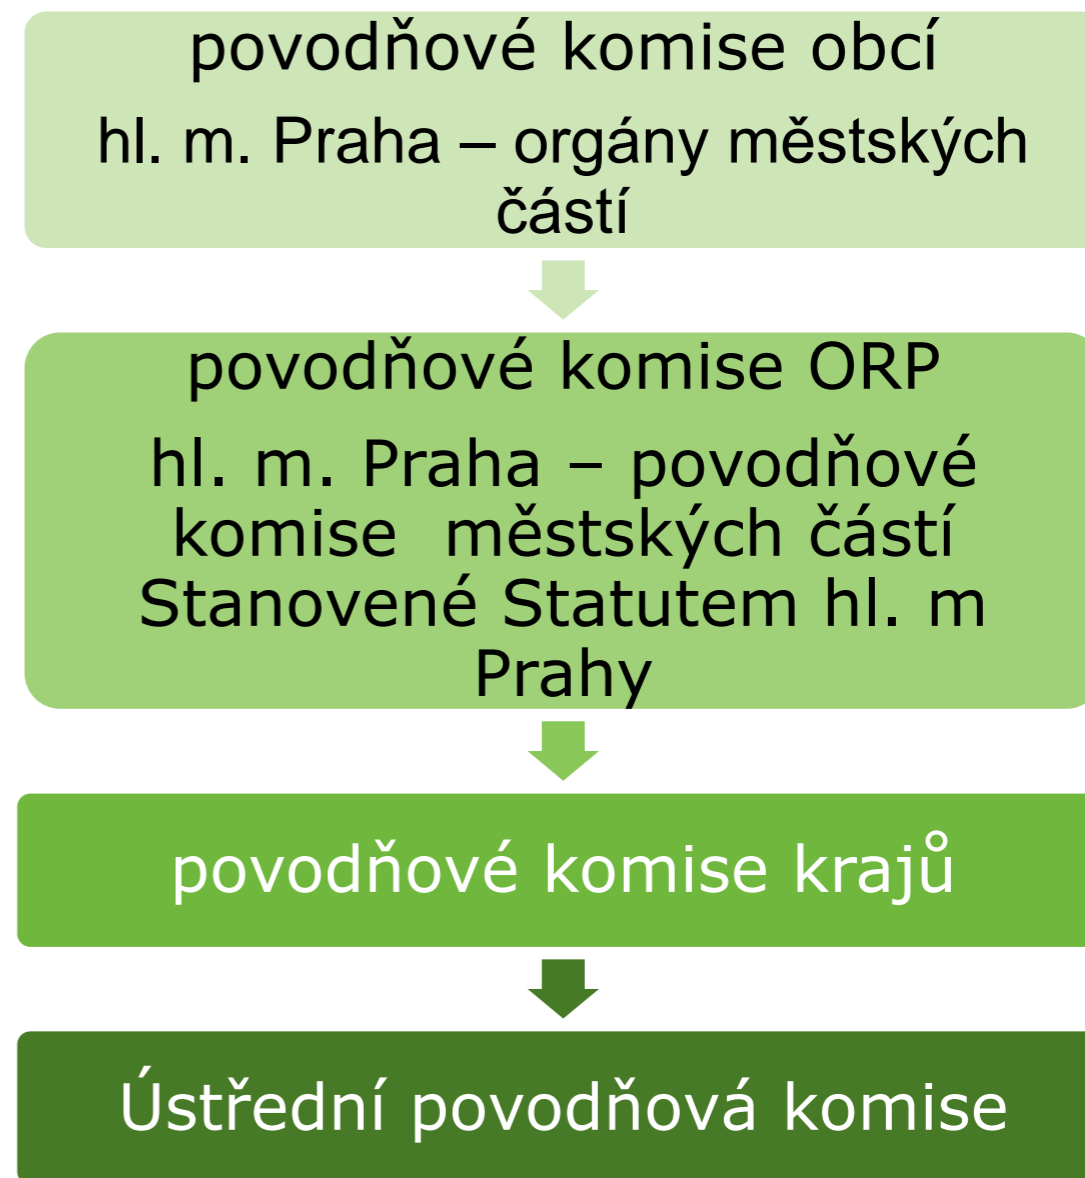 povodňové komise obcí
hl. m. Praha – orgány městských
částí
povodňové komise ORP
hl. m. Praha – povodňové
komise  městských částí
Stanovené Statutem hl. m
Prahy
povodňové komise krajů
Ústřední povodňová komise